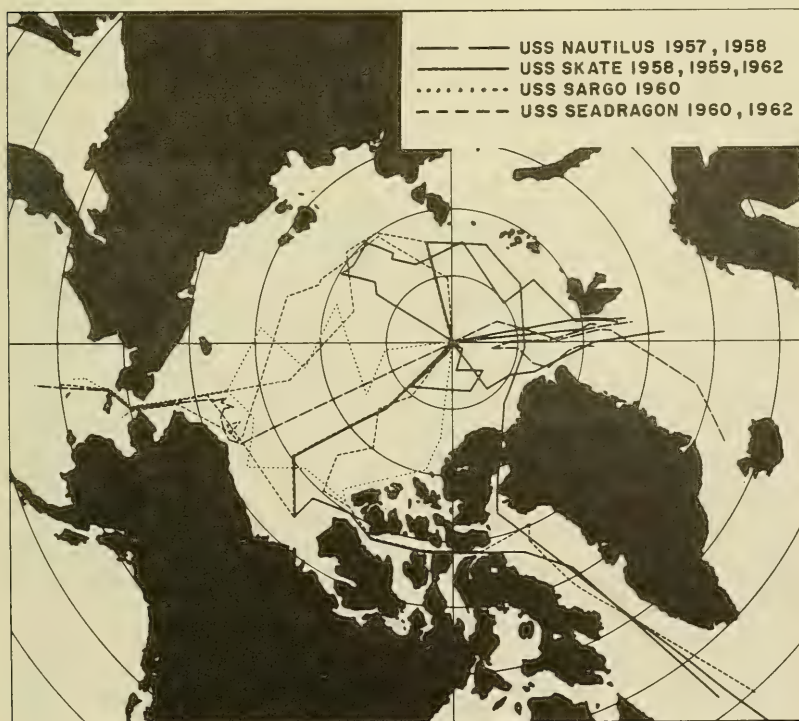 USS NAUTILUS 1957, 1958
USS SKATE 1958, 1959, 1962
USS SARGO 1960
USS SEADRAGON 1960, 1962